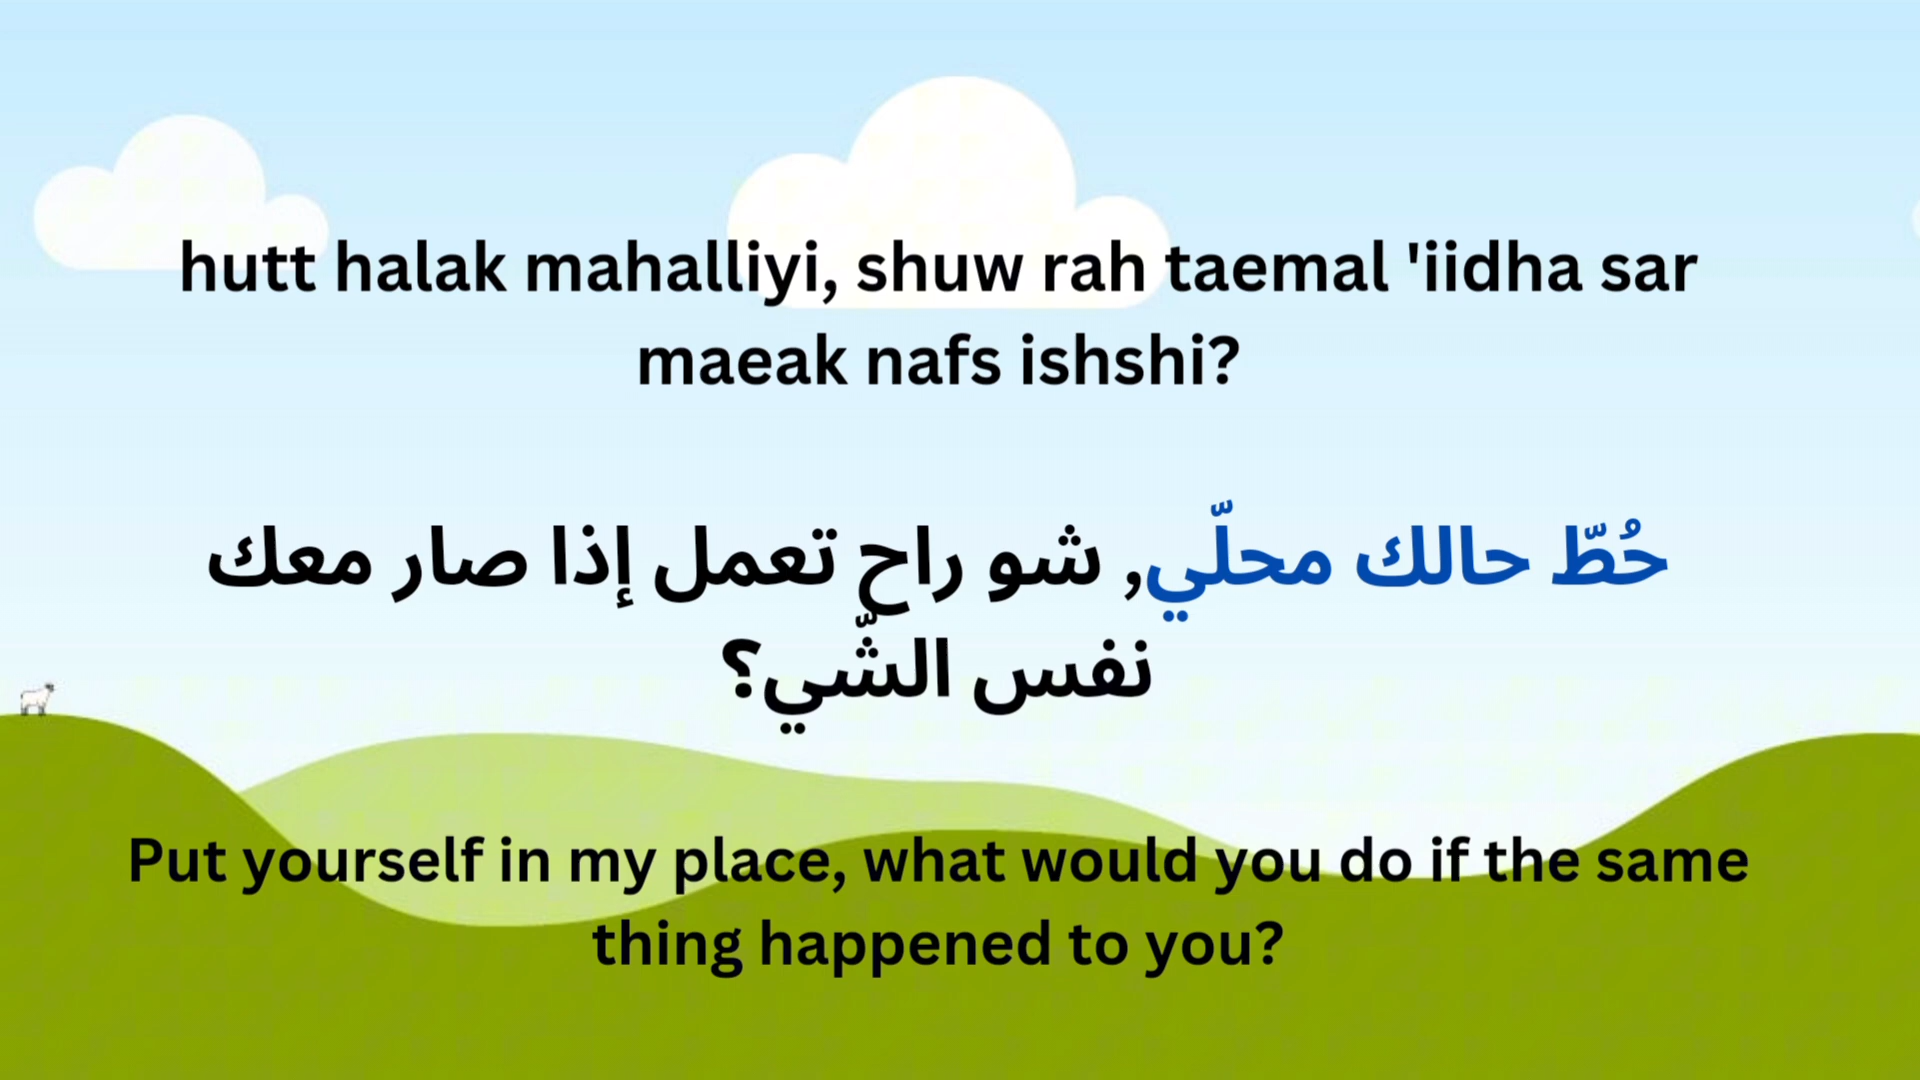 hutt halak mahalliyi, shuw rah taemal 'iidha sar
maeak nafs ishshi?
حُطّ حالك محلّي, شو راح تعمل إذا صار معك
نفس الشّي؟
Put yourself in my place, what would you do if the same
thing happened to you?